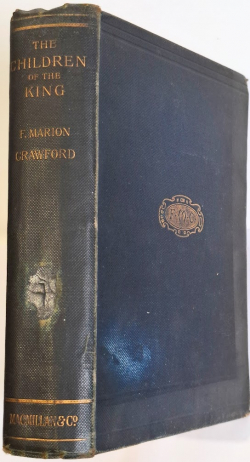 THE
CHILDREN
OF THE
KING
F. MARION
CRAWFORD
MACMILLAN & Co.